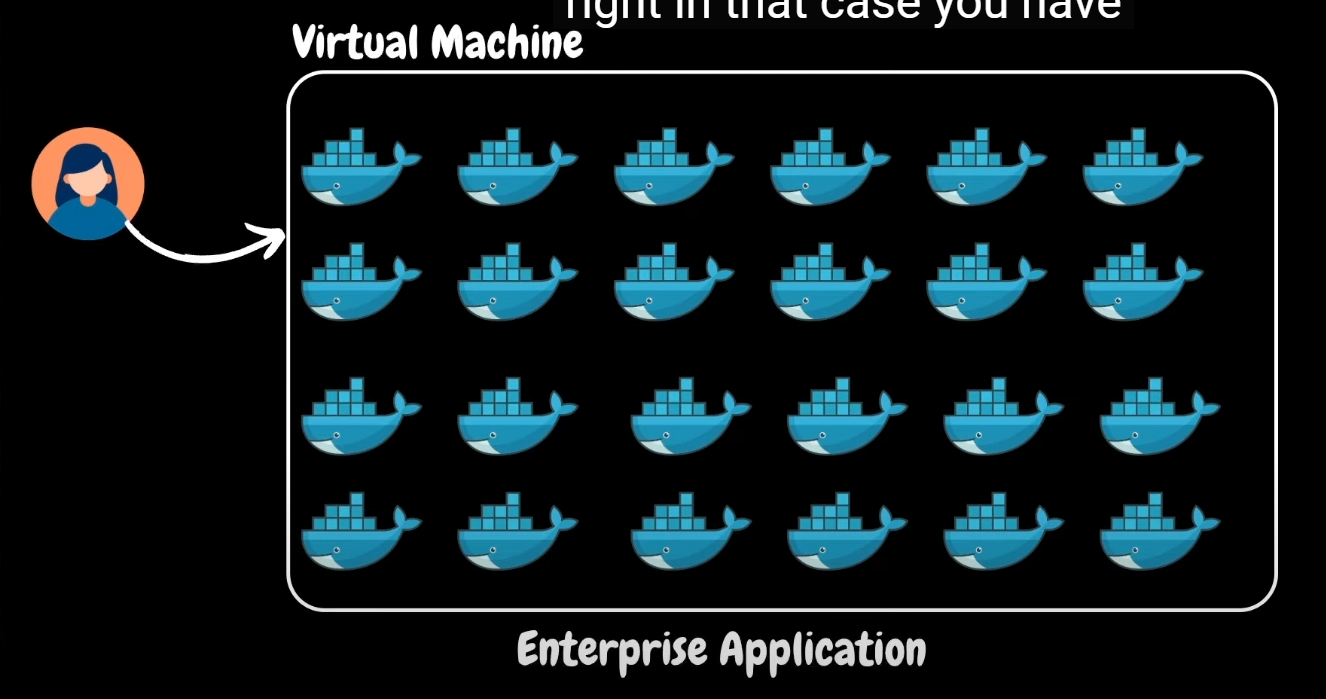 right in that case you have
Virtual Machine
Enterprise Application